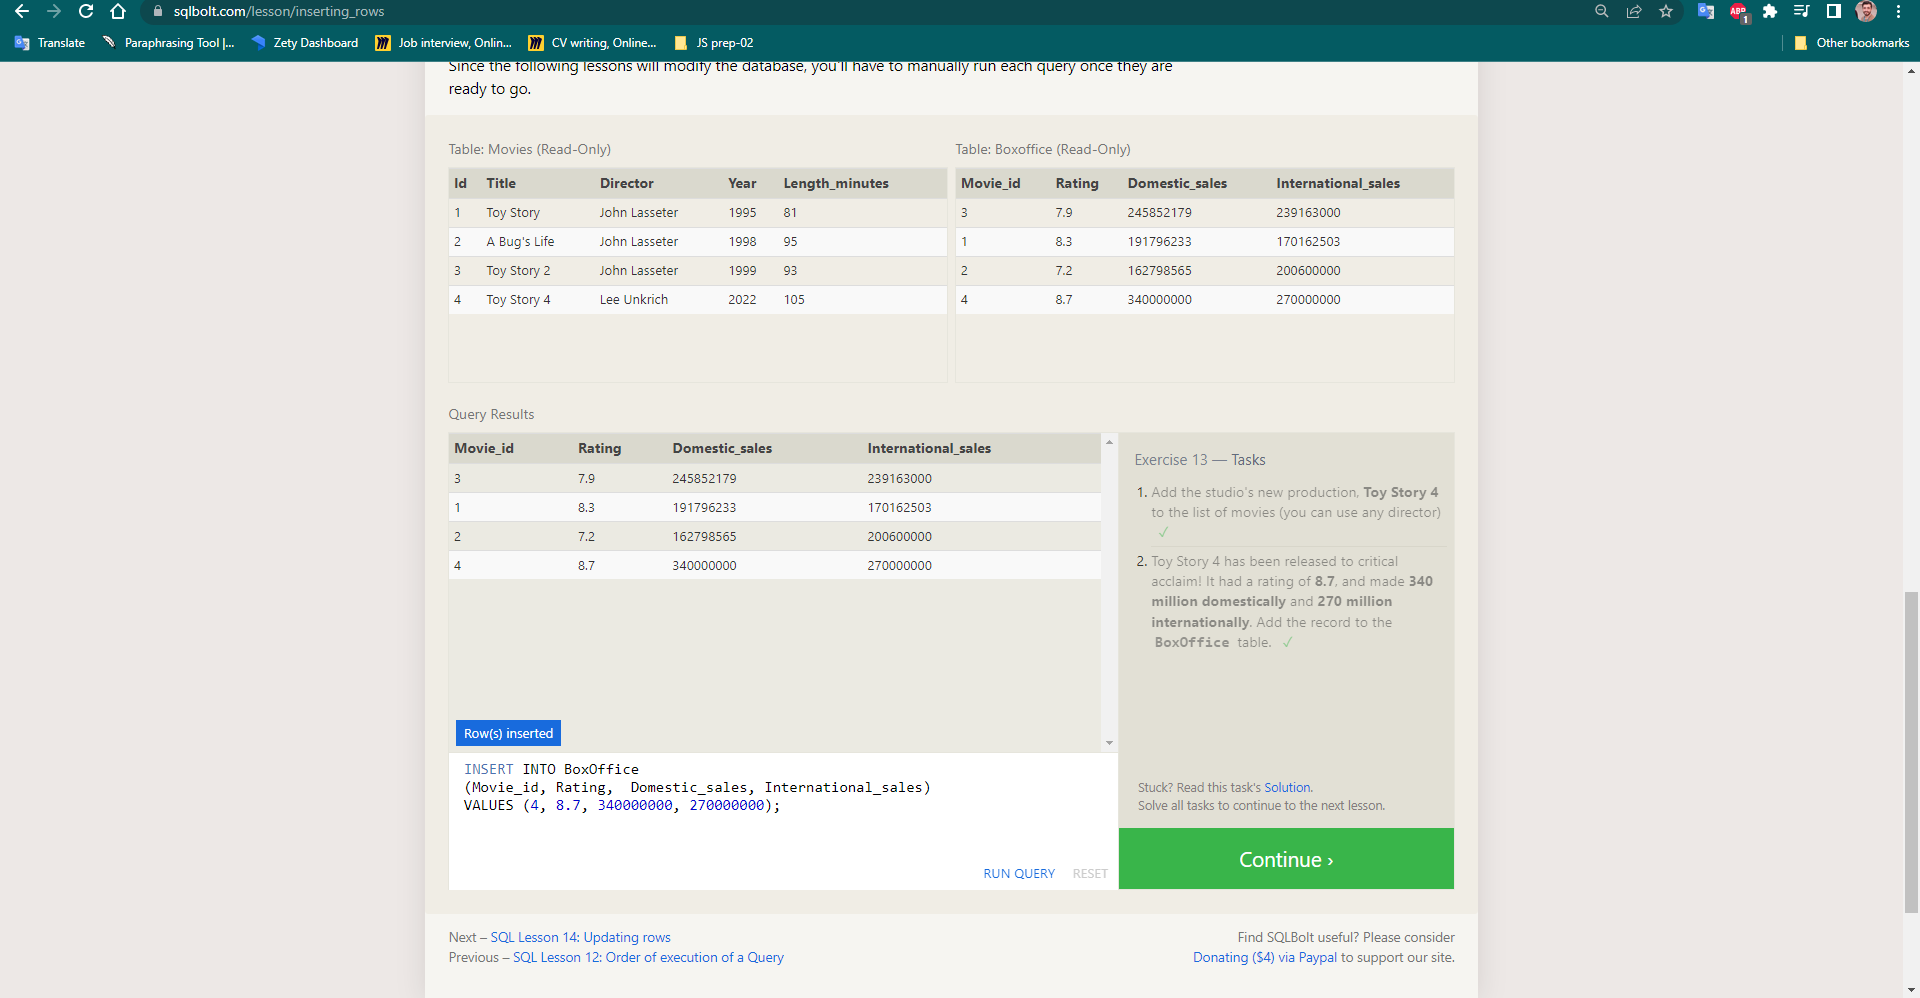 sqlbolt.com/lesson/inserting_rows
ABP 1
Translate Paraphrasing Tool |... Zety Dashboard Job interview, Onlin... CV writing, Online... JS prep-02 Other bookmarks
Since the following lessons will modify the database, you'll have to manually run each query once they are
ready to go.
Table: Movies (Read-Only)
Id Title Director Year Length_minutes
1 Toy Story John Lasseter 1995 81
2 A Bug's Life John Lasseter 1998 95
3 Toy Story 2 John Lasseter 1999 93
4 Toy Story 4 Lee Unkrich 2022 105
Table: Boxoffice (Read-Only)
Movie_id Rating Domestic_sales International_sales
3 7.9 245852179 239163000
1 8.3 191796233 170162503
2 7.2 162798565 200600000
4 8.7 340000000 270000000
Query Results
Movie_id Rating Domestic_sales International_sales
3 7.9 245852179 239163000
1 8.3 191796233 170162503
2 7.2 162798565 200600000
4 8.7 340000000 270000000
Row(s) inserted
INSERT INTO BoxOffice
(Movie_id, Rating,  Domestic_sales, International_sales)
VALUES (4, 8.7, 340000000, 270000000);
RUN QUERY RESET
Exercise 13 — Tasks
1. Add the studio's new production, Toy Story 4
to the list of movies (you can use any director)
✓
2. Toy Story 4 has been released to critical
acclaim! It had a rating of 8.7, and made 340
million domestically and 270 million
internationally. Add the record to the
BoxOffice table. ✓
Stuck? Read this task's Solution.
Solve all tasks to continue to the next lesson.
Continue ›
Next – SQL Lesson 14: Updating rows
Previous – SQL Lesson 12: Order of execution of a Query
Find SQLBolt useful? Please consider
Donating ($4) via Paypal to support our site.